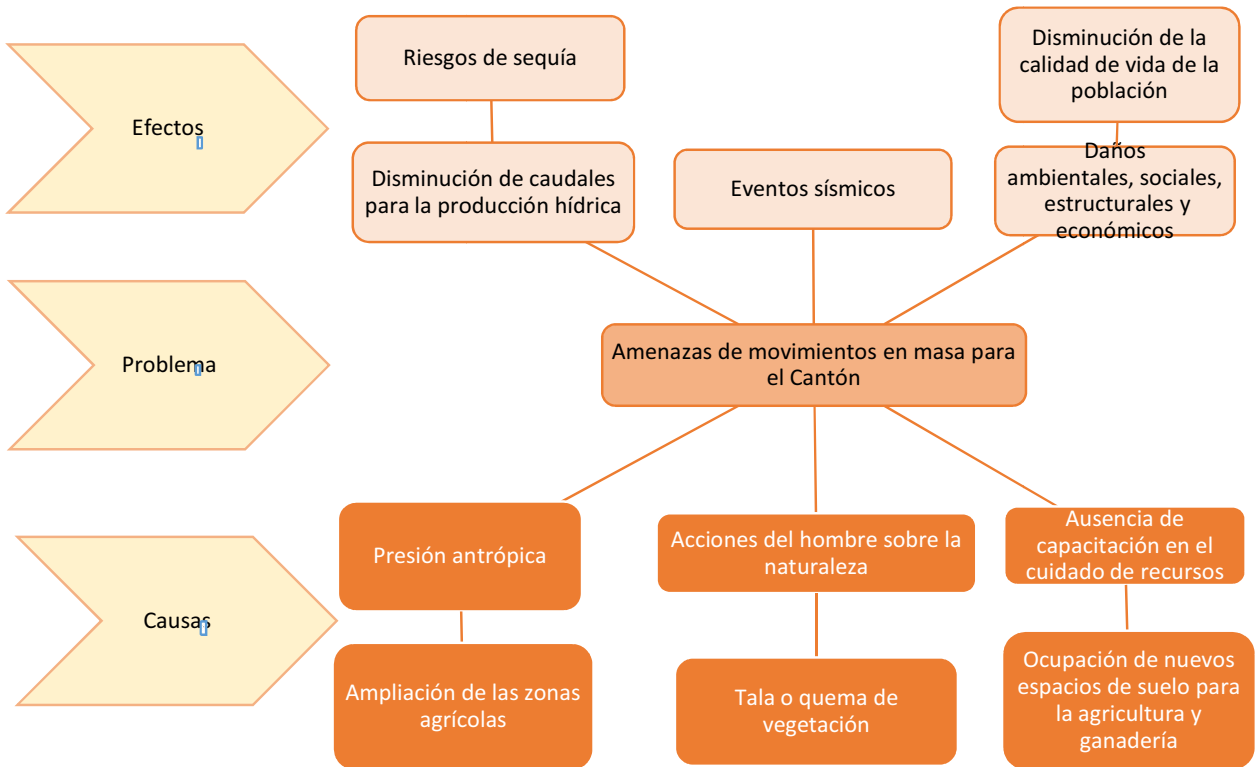 Efectos
Riesgos de sequía
Disminución de la
calidad de vida de la
población
Disminución de caudales
para la producción hídrica
Eventos sísmicos
Daños
ambientales, sociales,
estructurales y
económicos
Problema
Amenazas de movimientos en masa para
el Cantón
Causas
Presión antrópica
Acciones del hombre sobre la
naturaleza
Ausencia de
capacitación en el
cuidado de recursos
Ampliación de las zonas
agrícolas
Tala o quema de
vegetación
Ocupación de nuevos
espacios de suelo para
la agricultura y
ganadería